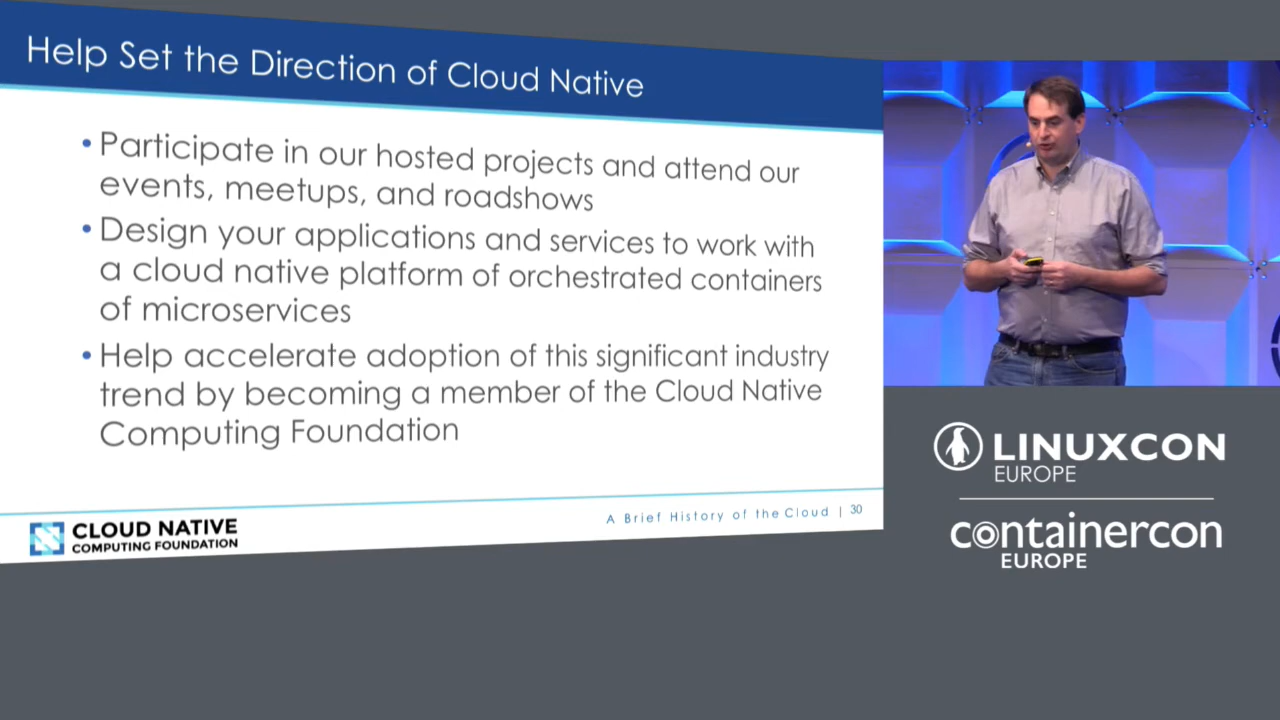 Help Set the Direction of Cloud Native
• Participate in our hosted projects and attend our
events, meetups, and roadshows
• Design your applications and services to work with
a cloud native platform of orchestrated containers
of microservices
• Help accelerate adoption of this significant industry
trend by becoming a member of the Cloud Native
Computing Foundation
CLOUD NATIVE
COMPUTING FOUNDATION
A Brief History of the Cloud | 30
LINUXCON
EUROPE
containercon
EUROPE